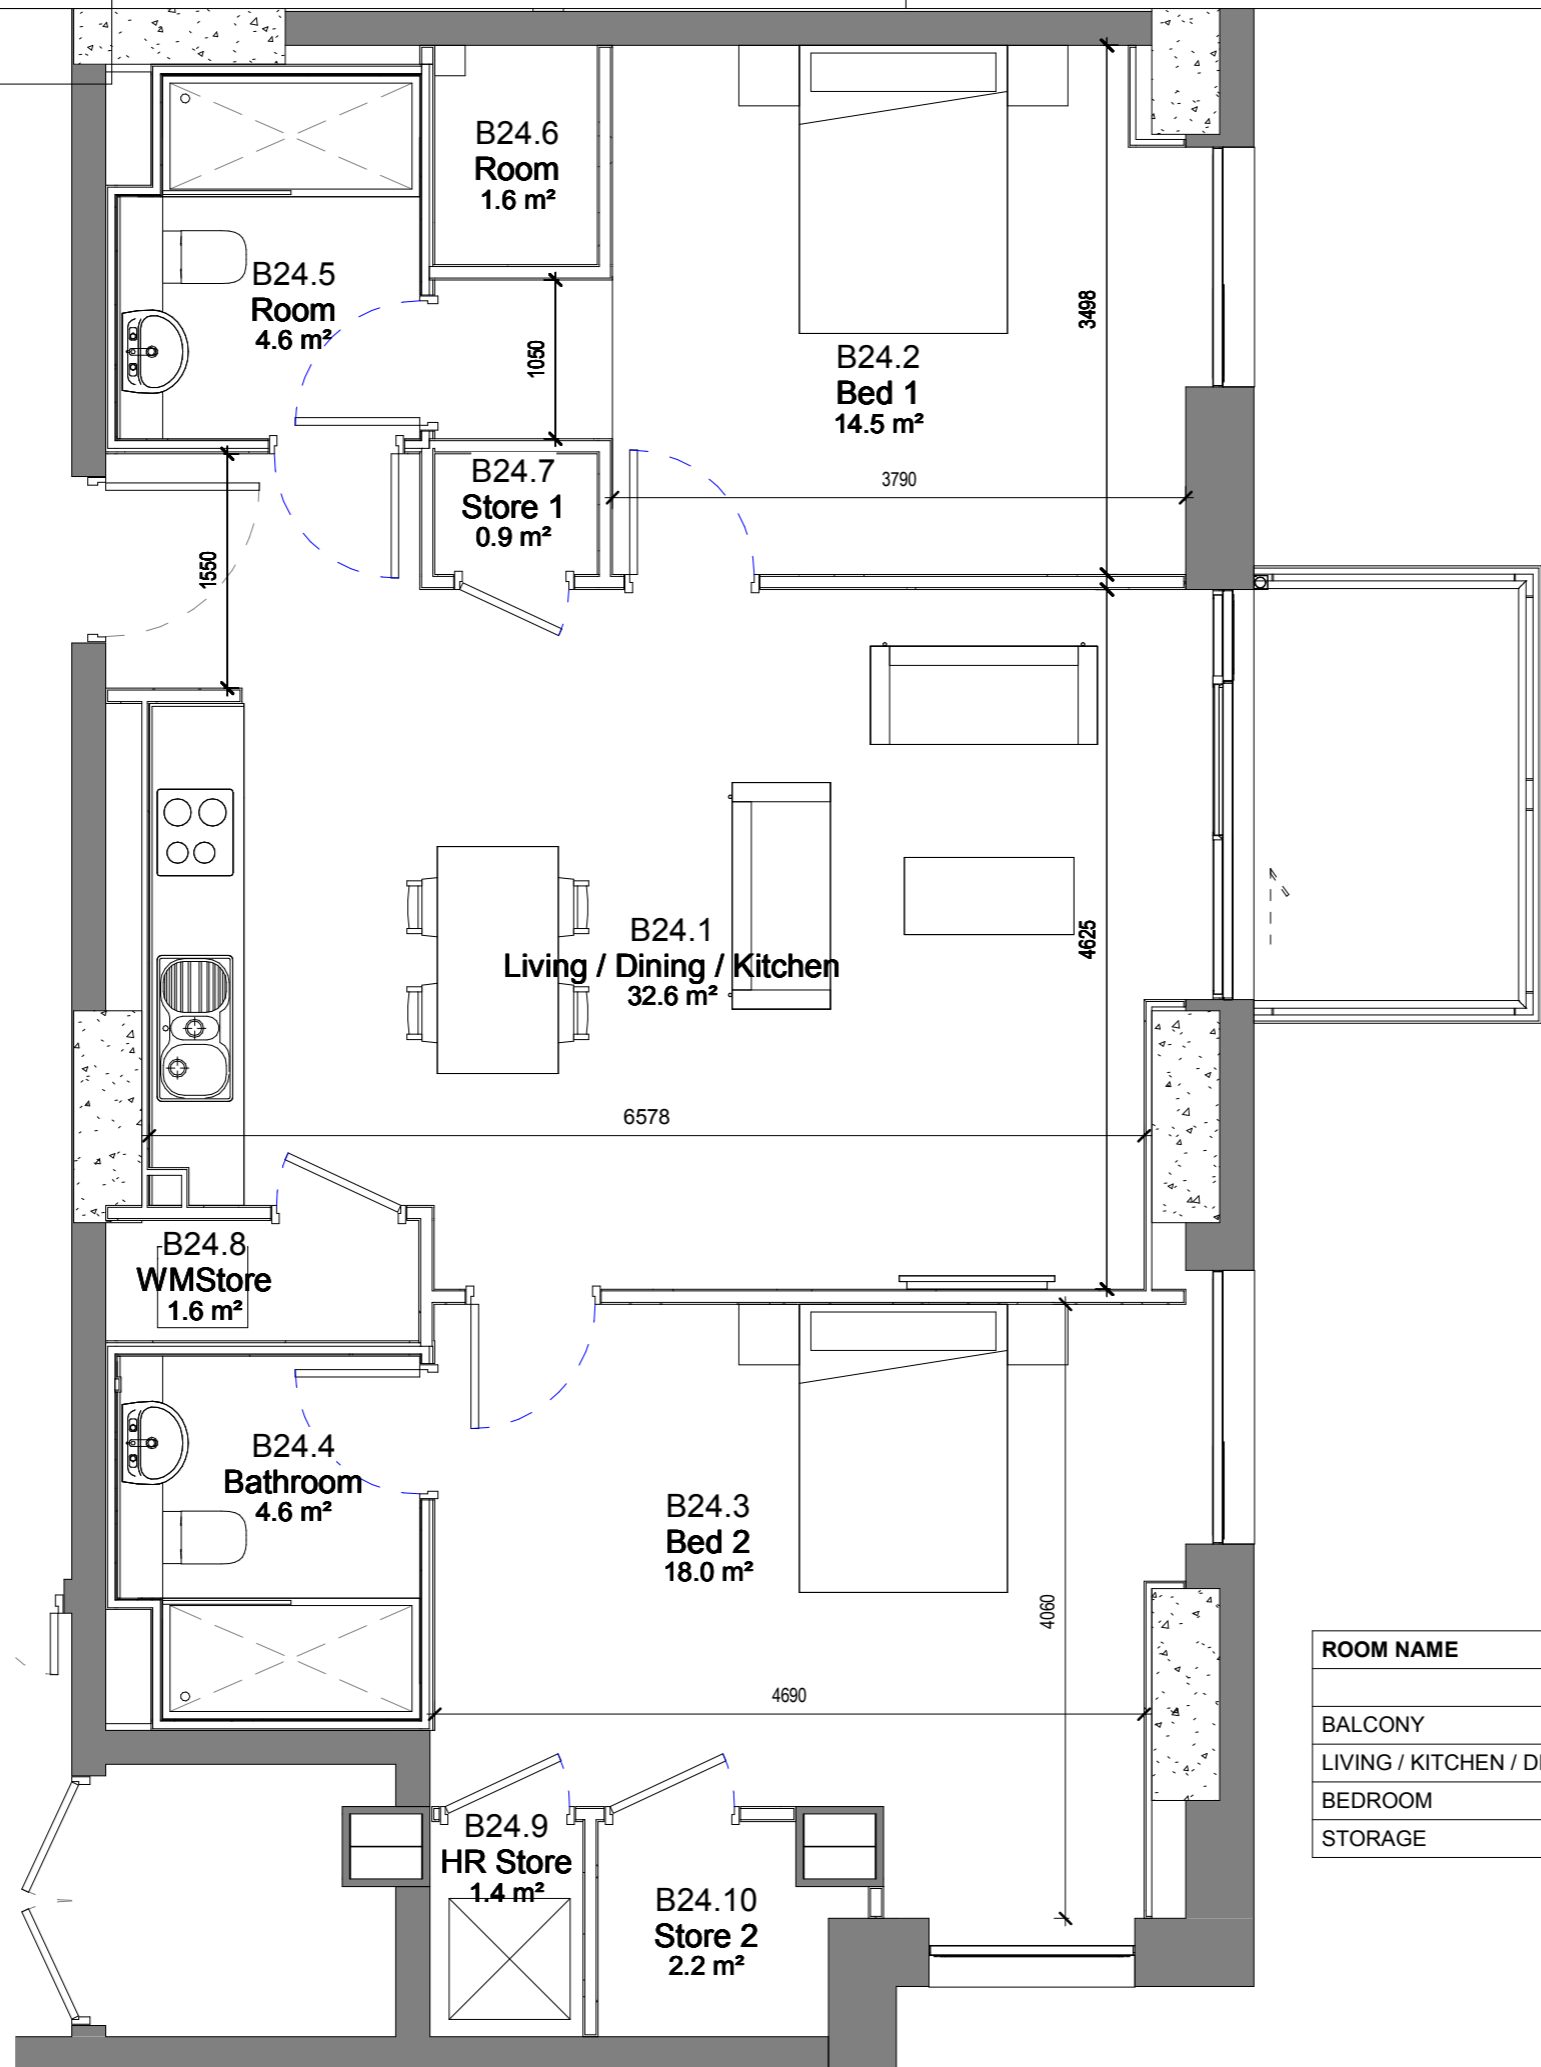 B24.6
Room
1.6 m²
B24.5
Room
4.6 m²
1050
3498
B24.2
Bed 1
14.5 m²
B24.7
Store 1
0.9 m²
3790
1550
B24.1
Living / Dining / Kitchen
32.6 m²
4625
6578
B24.8
WMStore
1.6 m²
B24.4
Bathroom
4.6 m²
B24.3
Bed 2
18.0 m²
4060
4690
B24.9
HR Store
1.4 m²
B24.10
Store 2
2.2 m²
ROOM NAME
BALCONY
LIVING / KITCHEN / DI
BEDROOM
STORAGE